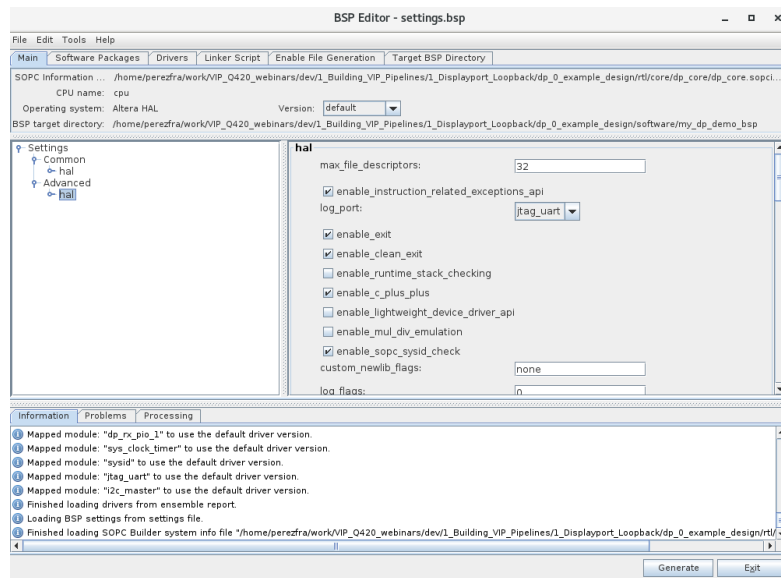 BSP Editor - settings.bsp
File Edit Tools Help
Main Software Packages Drivers Linker Script Enable File Generation Target BSP Directory
SOPC Information ... /home/perezfra/work/VIP_Q420_webinars/dev/1_Building_VIP_Pipelines/1_Displayport_Loopback/dp_0_example_design/rtl/core/dp_core/dp_core.sopci...
CPU name: cpu
Operating system: Altera HAL Version: default
BSP target directory: /home/perezfra/work/VIP_Q420_webinars/dev/1_Building_VIP_Pipelines/1_Displayport_Loopback/dp_0_example_design/software/my_dp_demo_bsp
Settings
Common
hal
Advanced
hal
hal
max_file_descriptors: 32
enable_instruction_related_exceptions_api
log_port: jtag_uart
enable_exit
enable_clean_exit
enable_runtime_stack_checking
enable_c_plus_plus
enable_lightweight_device_driver_api
enable_mul_div_emulation
enable_sopc_sysid_check
custom_newlib_flags: none
log_flags: 0
Information Problems Processing
Mapped module: "dp_rx_pio_1" to use the default driver version.
Mapped module: "sys_clock_timer" to use the default driver version.
Mapped module: "sysid" to use the default driver version.
Mapped module: "jtag_uart" to use the default driver version.
Mapped module: "i2c_master" to use the default driver version.
Finished loading drivers from ensemble report.
Loading BSP settings from settings file.
Finished loading SOPC Builder system info file "/home/perezfra/work/VIP_Q420_webinars/dev/1_Building_VIP_Pipelines/1_Displayport_Loopback/dp_0_example_design/rtl/
Generate Exit